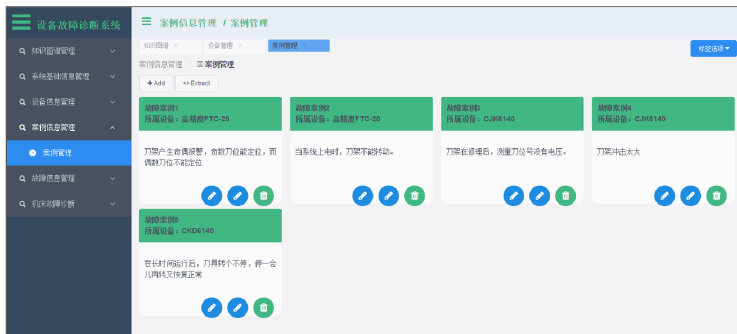 设备故障诊断系统
案例信息管理 / 案例管理
知识图谱 ×
设备管理 ×
案例管理 ×
标签选项
案例信息管理 / 案例管理
+ Add
Extract
知识图谱管理
系统基础信息管理
设备信息管理
案例信息管理
案例管理
故障信息管理
机床故障诊断
故障案例1
所属设备：高精度FTC-20
刀架产生奇偶报警，奇数刀位能定位，而
偶数刀位不能定位
故障案例2
所属设备：高精度FTC-20
当系统上电时，刀架不能转动。
故障案例3
所属设备：CJK6140
刀架在修理后，测量刀位号没有电压。
故障案例4
所属设备：CJK6140
刀架冲击太大
故障案例5
所属设备：CKD6140
在长时间运行后，刀具转个不停，停一会
儿再转又恢复正常